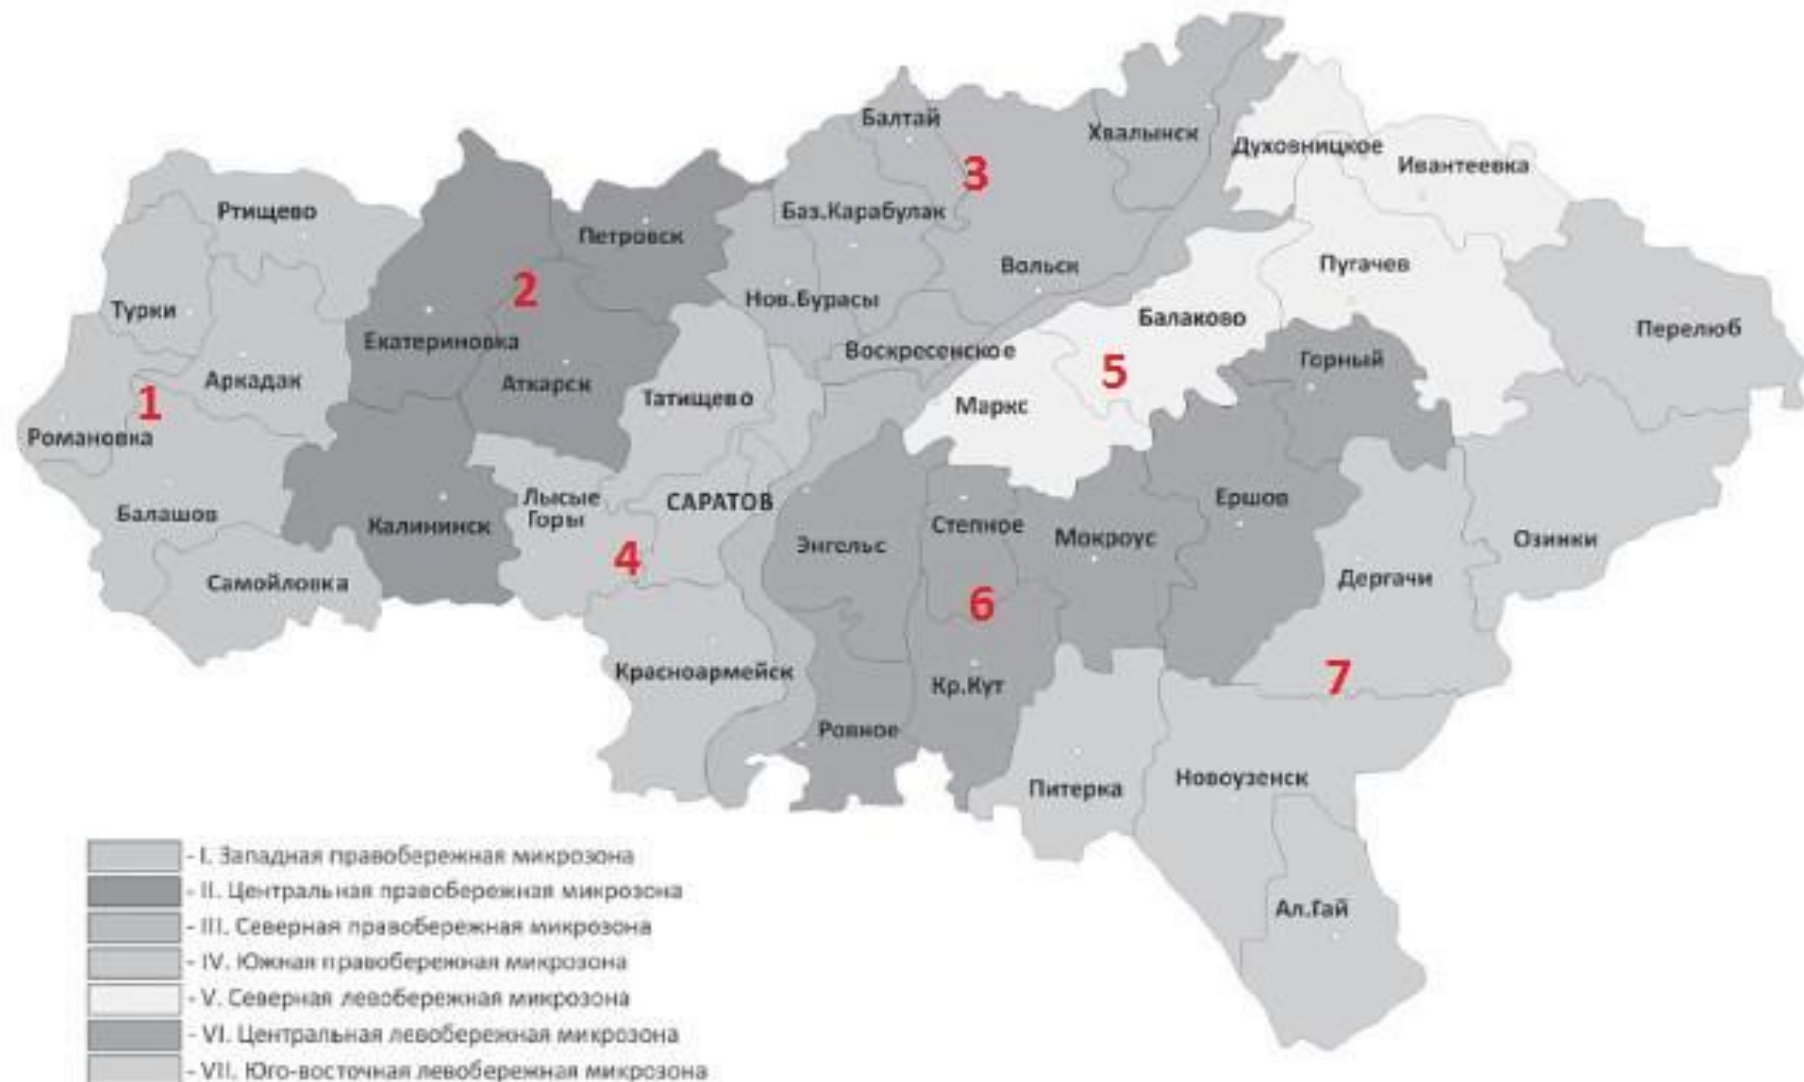 Балтай
Хвалынск
3
Духовницкое
Ивантеевка
Ртищево
Баз.Карабулак
Петровск
2
Вольск
Пугачев
Турки
Нов.Бурасы
Балаково
Перелюб
Екатериновка
Воскресенское
Горный
Аркадак
Аткарск
5
1
Татищево
Маркс
Романовка
Балашов
Лысые
Горы
САРАТОВ
Ершов
Калининск
Степное
Мокроус
Энгельс
Озинки
4
Самойловка
Дергачи
6
Красноармейск
Кр.Кут
7
Ровное
Питерка
Новоузенск
Ал.Гай
- I. Западная правобережная микрозона
- II. Центральная правобережная микрозона
- III. Северная правобережная микрозона
- IV. Южная правобережная микрозона
- V. Северная левобережная микрозона
- VI. Центральная левобережная микрозона
- VII. Юго-восточная левобережная микрозона